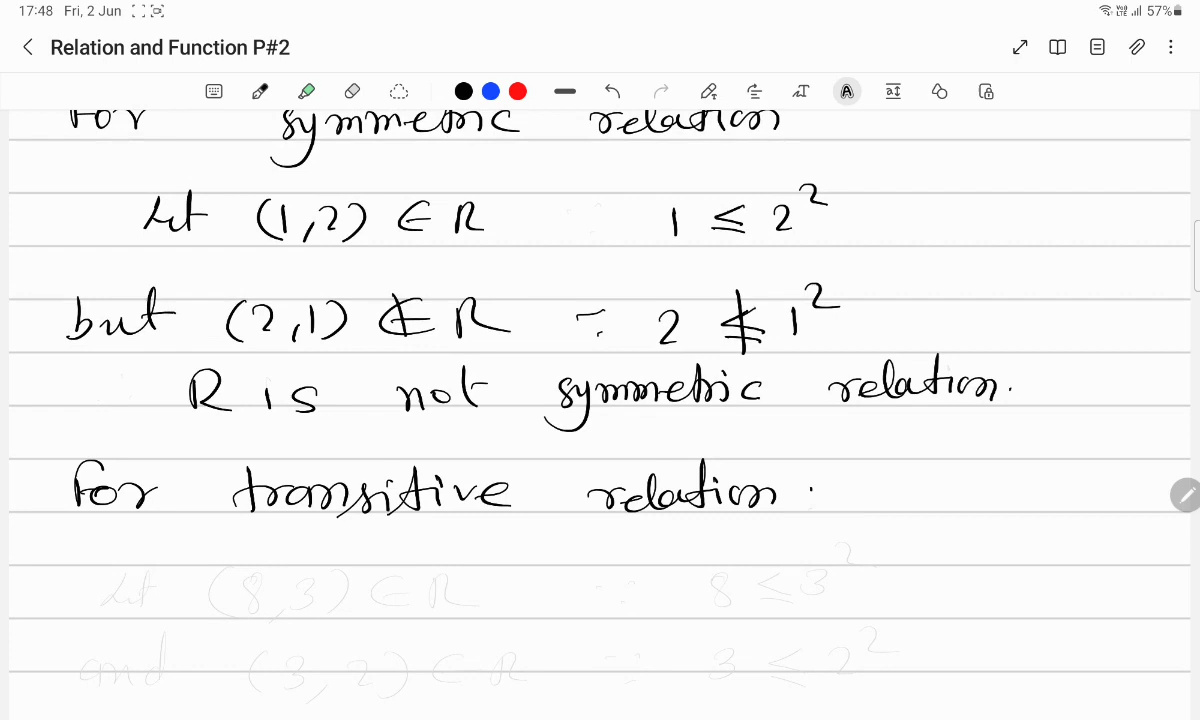 17:48 Fri, 2 Jun 57%
Relation and Function P#2
For symmetric relation
Let (1,2) ∈ R ∵ 1 ≤ 2²
but (2,1) ∉ R ∵ 2 ≰ 1²
R is not symmetric relation.
For transitive relation.
Let (8,3) ∈ R ∵ 8 ≤ 3²
and (3,2) ∈ R ∵ 3 ≤ 2²